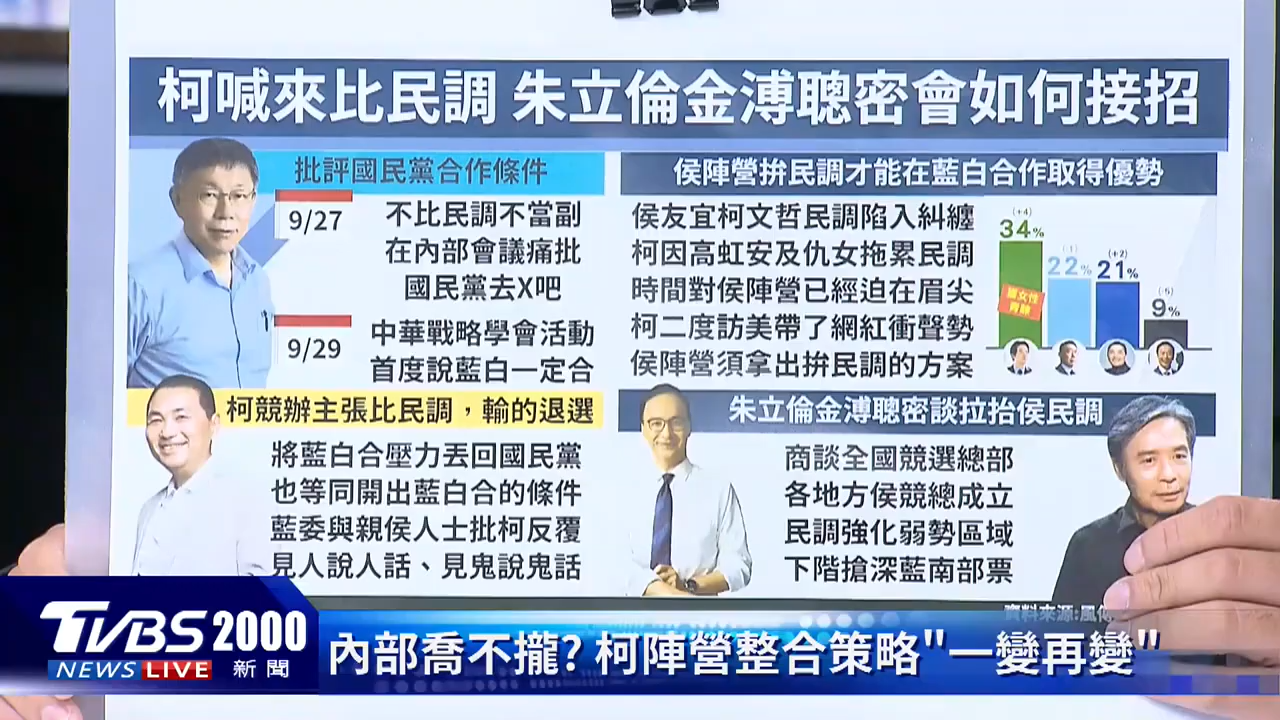 柯喊來比民調 朱立倫金溥聰密會如何接招
批評國民黨合作條件
9/27
不比民調不當副
在內部會議痛批
國民黨去X吧
9/29
中華戰略學會活動
首度說藍白一定合
侯陣營拚民調才能在藍白合作取得優勢
侯友宜柯文哲民調陷入糾纏
柯因高虹安及仇女拖累民調
時間對侯陣營已經迫在眉尖
柯二度訪美帶了網紅衝聲勢
侯陣營須拿出拚民調的方案
(+4)
34%
22%
(+2)
21%
(-5)
9%
柯競辦主張比民調，輸的退選
將藍白合壓力丟回國民黨
也等同開出藍白合的條件
藍委與親侯人士批柯反覆
見人說人話、見鬼說鬼話
朱立倫金溥聰密談拉抬侯民調
商談全國競選總部
各地方侯競總成立
民調強化弱勢區域
下階搶深藍南部票
資料來源:風傳
TVBS 2000
NEWS LIVE 新聞
內部喬不攏? 柯陣營整合策略"一變再變"